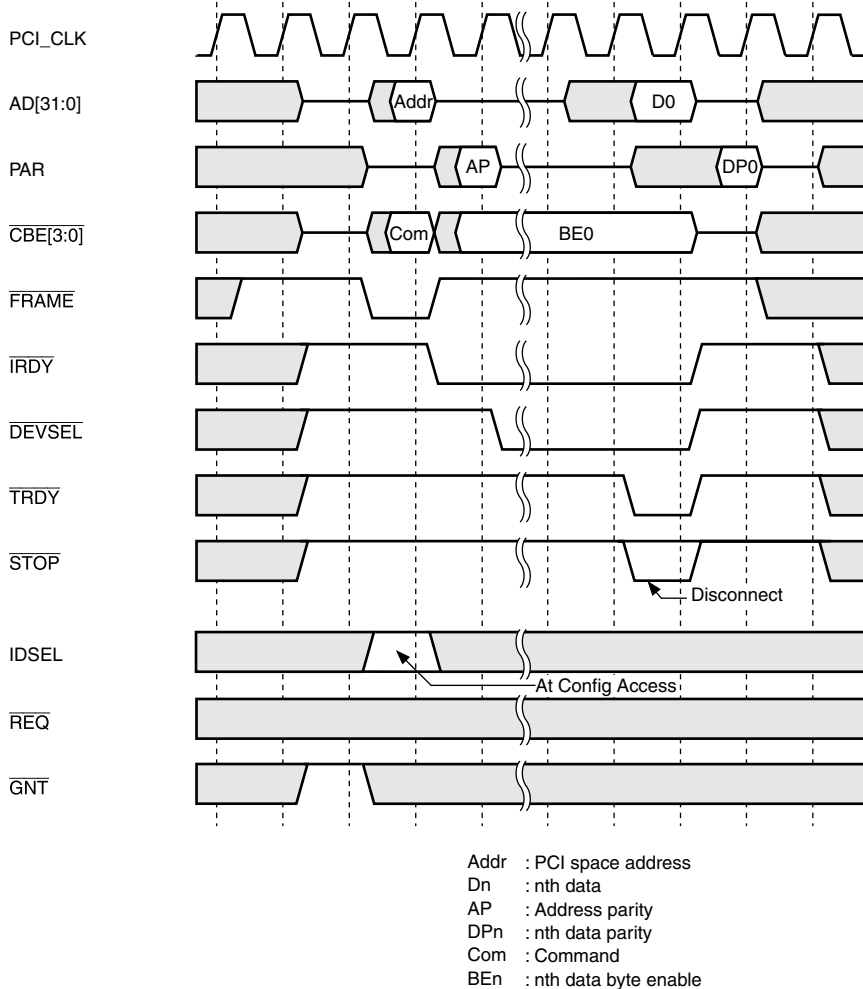 PCI_CLK
AD[31:0]
Addr
D0
PAR
AP
DP0
CBE[3:0]
Com
BE0
FRAME
IRDY
DEVSEL
TRDY
STOP
Disconnect
IDSEL
At Config Access
REQ
GNT
Addr : PCI space address
Dn : nth data
AP : Address parity
DPn : nth data parity
Com : Command
BEn : nth data byte enable